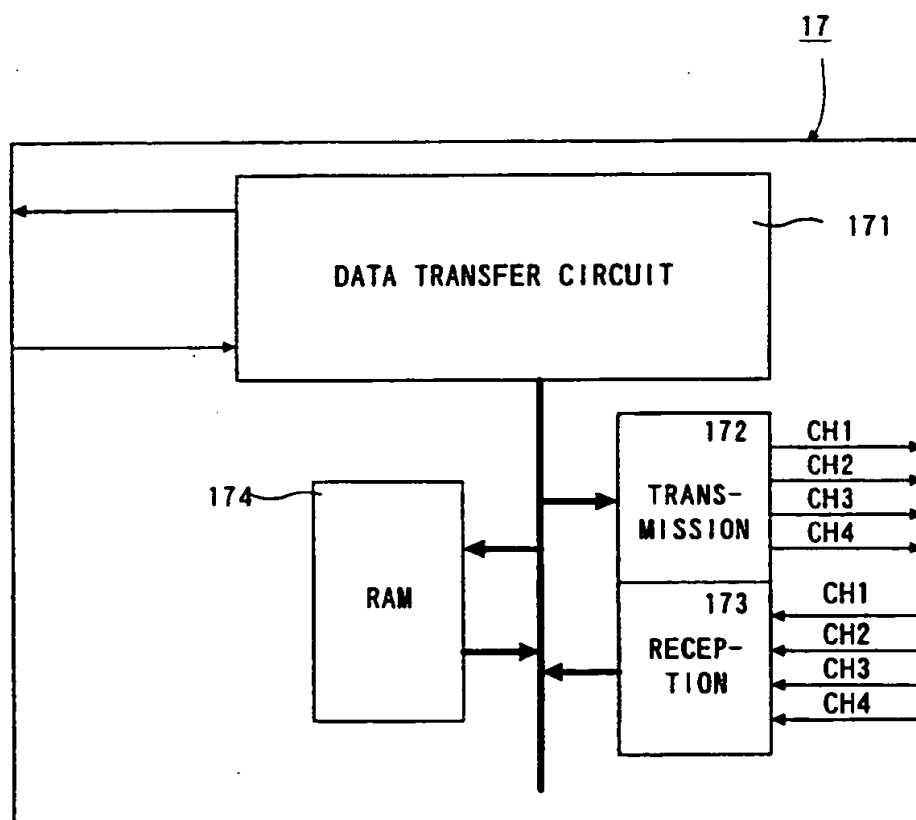 17
171
DATA TRANSFER CIRCUIT
172
TRANS-
MISSION
CH1
CH2
CH3
CH4
174
RAM
173
RECEP-
TION
CH1
CH2
CH3
CH4